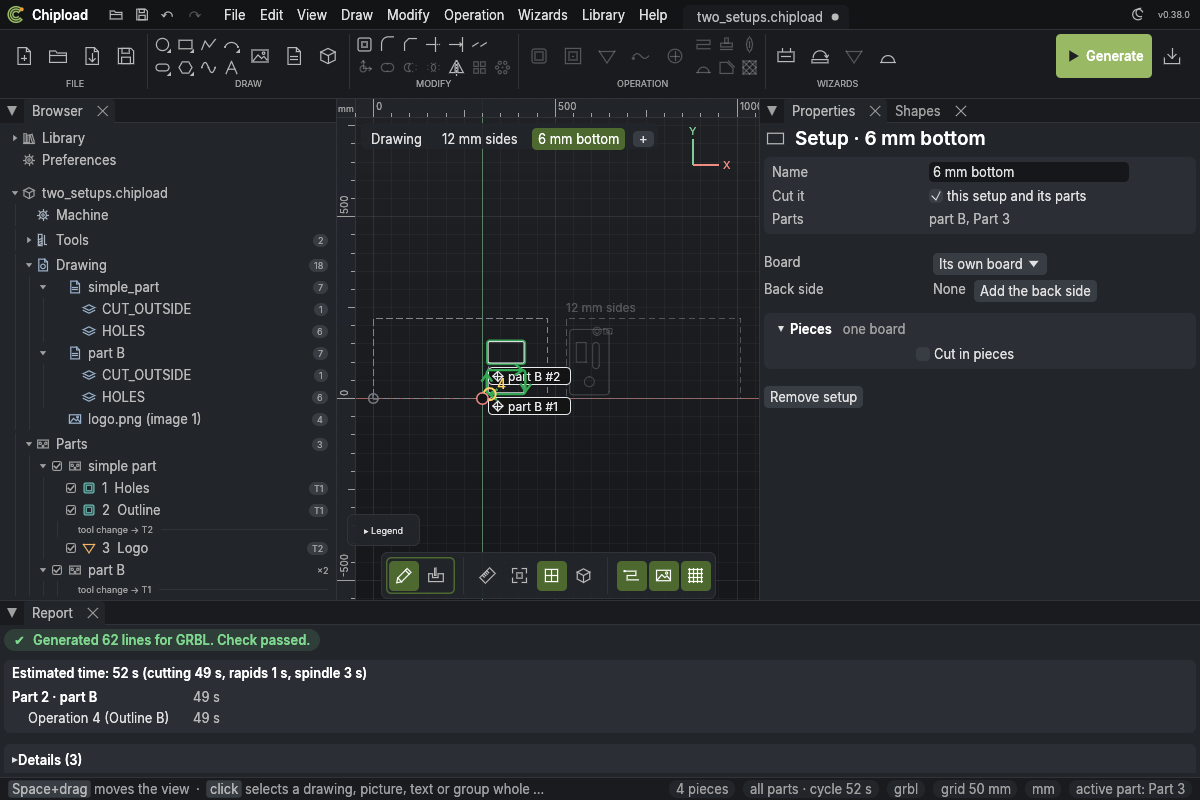 Chipload
File Edit View Draw Modify Operation Wizards Library Help
two_setups.chipload
v0.38.0
FILE
DRAW
MODIFY
OPERATION
WIZARDS
Generate
Browser
Library
Preferences
two_setups.chipload
Machine
Tools 2
Drawing 18
simple_part 7
CUT_OUTSIDE 1
HOLES 6
part B 7
CUT_OUTSIDE 1
HOLES 6
logo.png (image 1) 4
Parts 3
simple part
1 Holes T1
2 Outline T1
tool change → T2
3 Logo T2
part B ×2
tool change → T1
mm
0
500
1000
500
0
-500
Drawing 12 mm sides 6 mm bottom +
Y
X
12 mm sides
part B #2
4
part B #1
▸ Legend
Properties
Shapes
Setup · 6 mm bottom
Name 6 mm bottom
Cut it this setup and its parts
Parts part B, Part 3
Board Its own board
Back side None Add the back side
Pieces one board
Cut in pieces
Remove setup
Report
✔ Generated 62 lines for GRBL. Check passed.
Estimated time: 52 s (cutting 49 s, rapids 1 s, spindle 3 s)
Part 2 · part B 49 s
Operation 4 (Outline B) 49 s
▸Details (3)
Space+drag moves the view · click selects a drawing, picture, text or group whole ...
4 pieces
all parts · cycle 52 s
grbl
grid 50 mm
mm
active part: Part 3